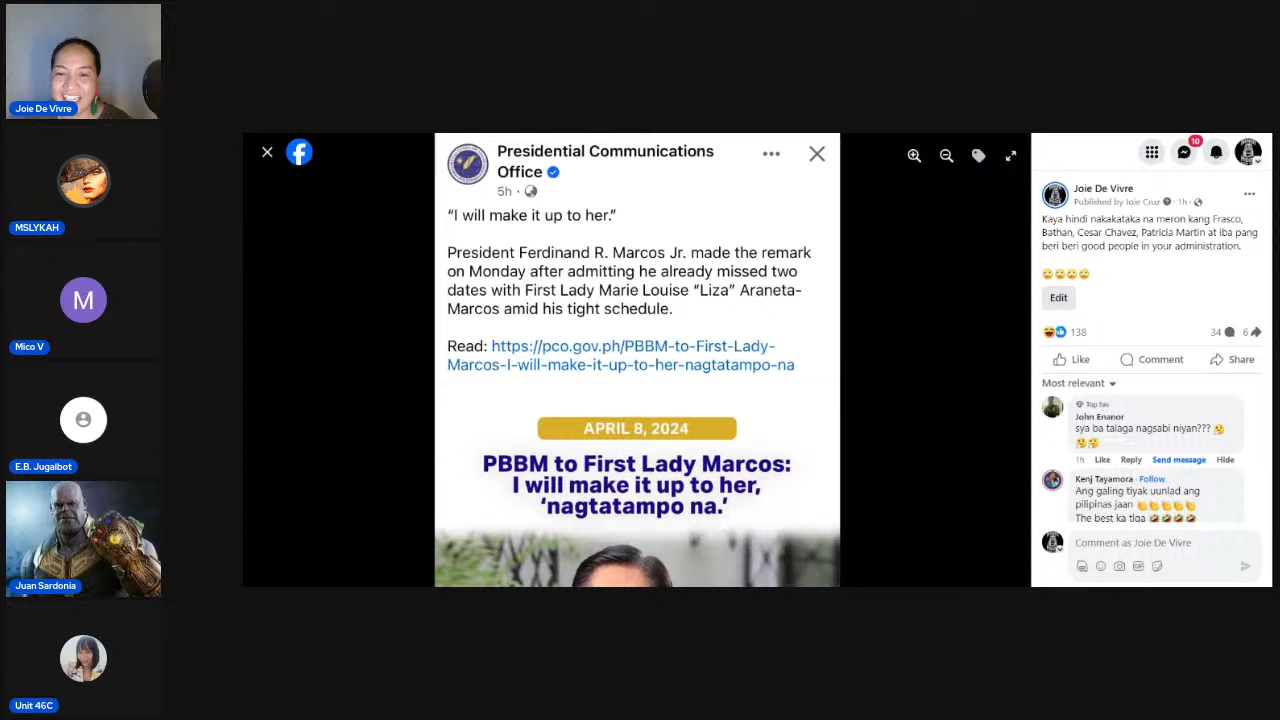 Joie De Vivre
MSLYKAH
M
Mico V
E.B. Jugalbot
Juan Sardonia
Unit 46C
Presidential Communications
Office
5h ·
“I will make it up to her.”
President Ferdinand R. Marcos Jr. made the remark
on Monday after admitting he already missed two
dates with First Lady Marie Louise “Liza” Araneta-
Marcos amid his tight schedule.
Read: https://pco.gov.ph/PBBM-to-First-Lady-
Marcos-I-will-make-it-up-to-her-nagtatampo-na
APRIL 8, 2024
PBBM to First Lady Marcos:
I will make it up to her,
‘nagtatampo na.’
10
Joie De Vivre
Published by Joie Cruz · 1h ·
Kaya hindi nakakataka na meron kang Frasco,
Bathan, Cesar Chavez, Patricia Martin at iba pang
beri beri good people in your administration.
🙄🙄🙄🙄
Edit
138
34
6
Like
Comment
Share
Most relevant
Top fan
John Enanor
sya ba talaga nagsabi niyan???
1h Like Reply Send message Hide
Kenj Tayamora · Follow
Ang galing tiyak uunlad ang
pilipinas jaan 👏👏👏👏👏
The best ka tlga 🤣🤣🤣🤣
Comment as Joie De Vivre
GIF